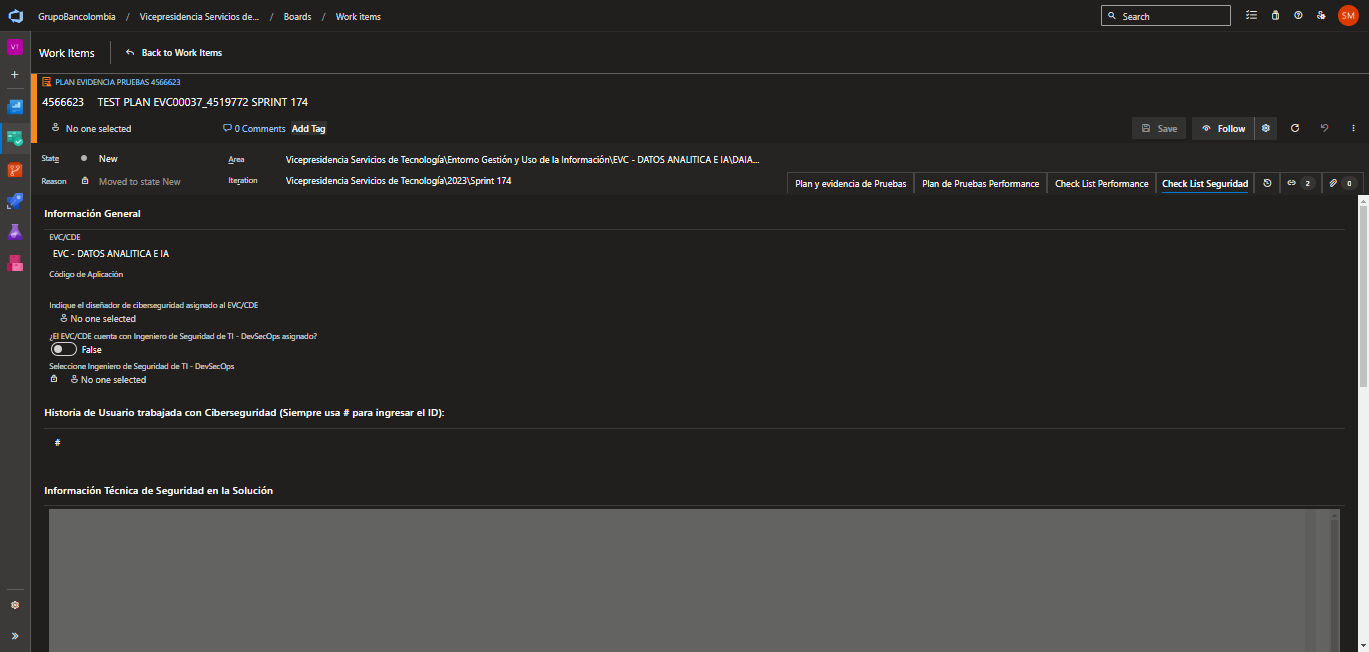 GrupoBancolombia / Vicepresidencia Servicios de... / Boards / Work items
Search
SM
VT
Work Items
Back to Work Items
PLAN EVIDENCIA PRUEBAS 4566623
4566623 TEST PLAN EVC00037_4519772 SPRINT 174
No one selected
0 Comments
Add Tag
Save
Follow
State New
Area Vicepresidencia Servicios de Tecnología\Entorno Gestión y Uso de la Información\EVC - DATOS ANALITICA E IA\DAIA...
Reason Moved to state New
Iteration Vicepresidencia Servicios de Tecnología\2023\Sprint 174
Plan y evidencia de Pruebas
Plan de Pruebas Performance
Check List Performance
Check List Seguridad
2
0
Información General
EVC/CDE
EVC - DATOS ANALITICA E IA
Código de Aplicación
Indique el diseñador de ciberseguridad asignado al EVC/CDE
No one selected
¿El EVC/CDE cuenta con Ingeniero de Seguridad de TI - DevSecOps asignado?
False
Seleccione Ingeniero de Seguridad de TI - DevSecOps
No one selected
Historia de Usuario trabajada con Ciberseguridad (Siempre usa # para ingresar el ID):
#
Información Técnica de Seguridad en la Solución